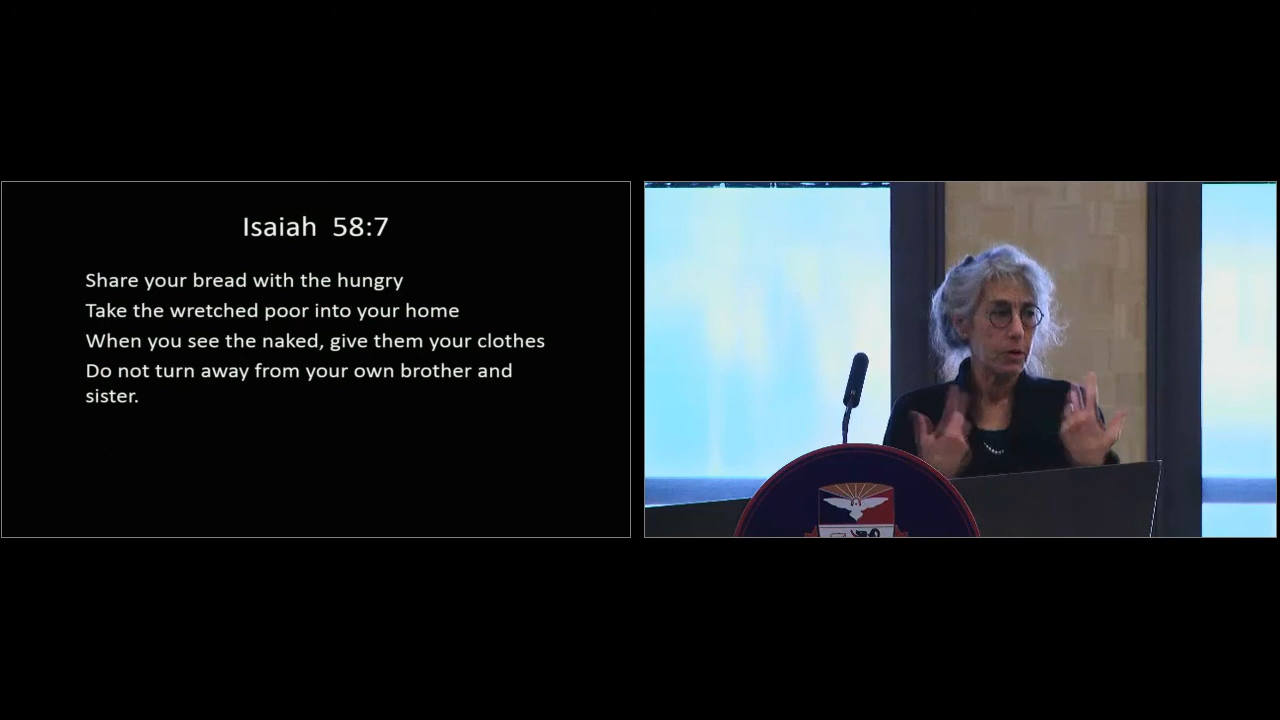 Isaiah 58:7
Share your bread with the hungry
Take the wretched poor into your home
When you see the naked, give them your clothes
Do not turn away from your own brother and
sister.